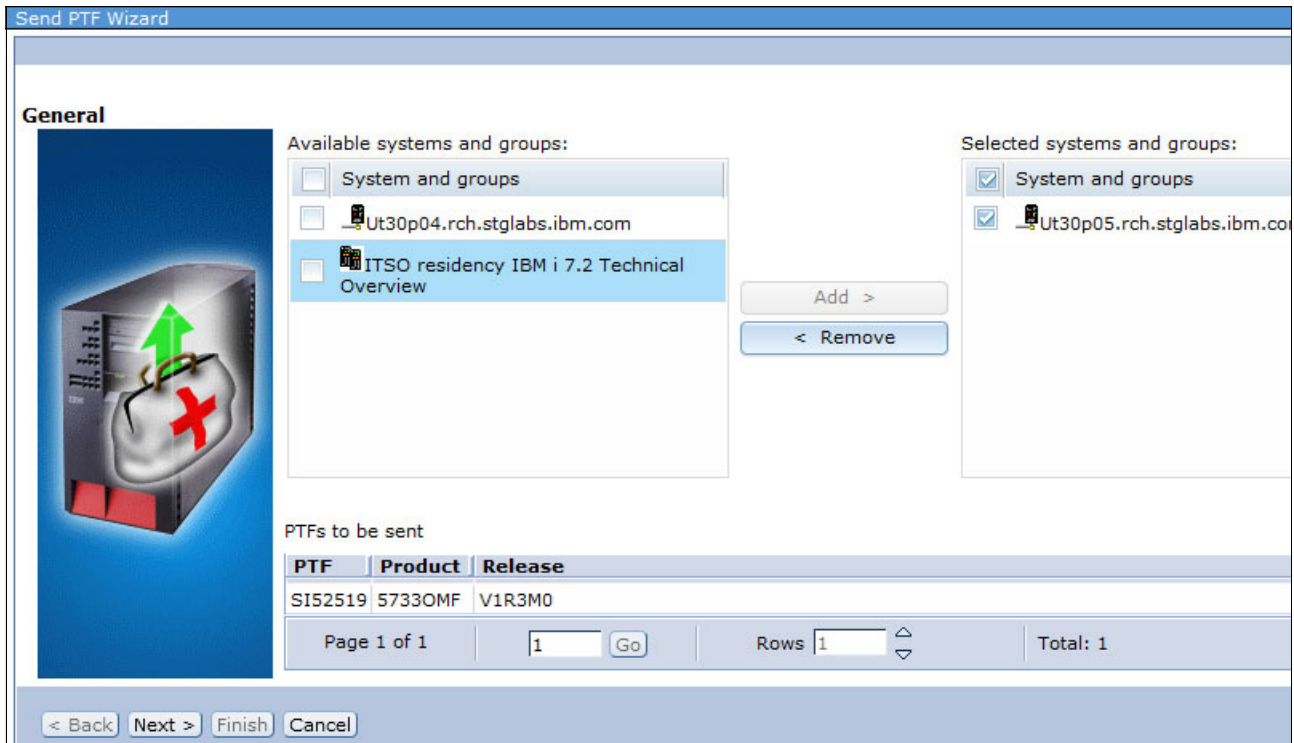 Send PTF Wizard
General
Available systems and groups:
System and groups
Ut30p04.rch.stglabs.ibm.com
ITSO residency IBM i 7.2 Technical
Overview
Add >
< Remove
Selected systems and groups:
System and groups
Ut30p05.rch.stglabs.ibm.co
IBM
PTFs to be sent
PTF Product Release
SI52519 5733OMF V1R3M0
Page 1 of 1 1 Go Rows 1 Total: 1
< Back Next > Finish Cancel